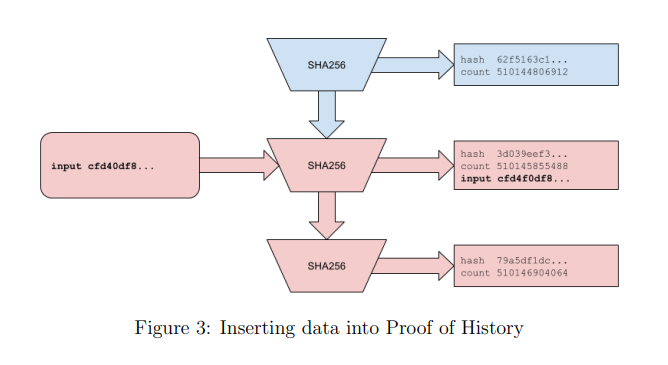 SHA256
hash 62f5163c1...
count 510144806912
input cfd40df8...
SHA256
hash 3d039eef3...
count 510145855488
input cfd4f0df8...
SHA256
hash 79a5df1dc...
count 510146904064
Figure 3: Inserting data into Proof of History